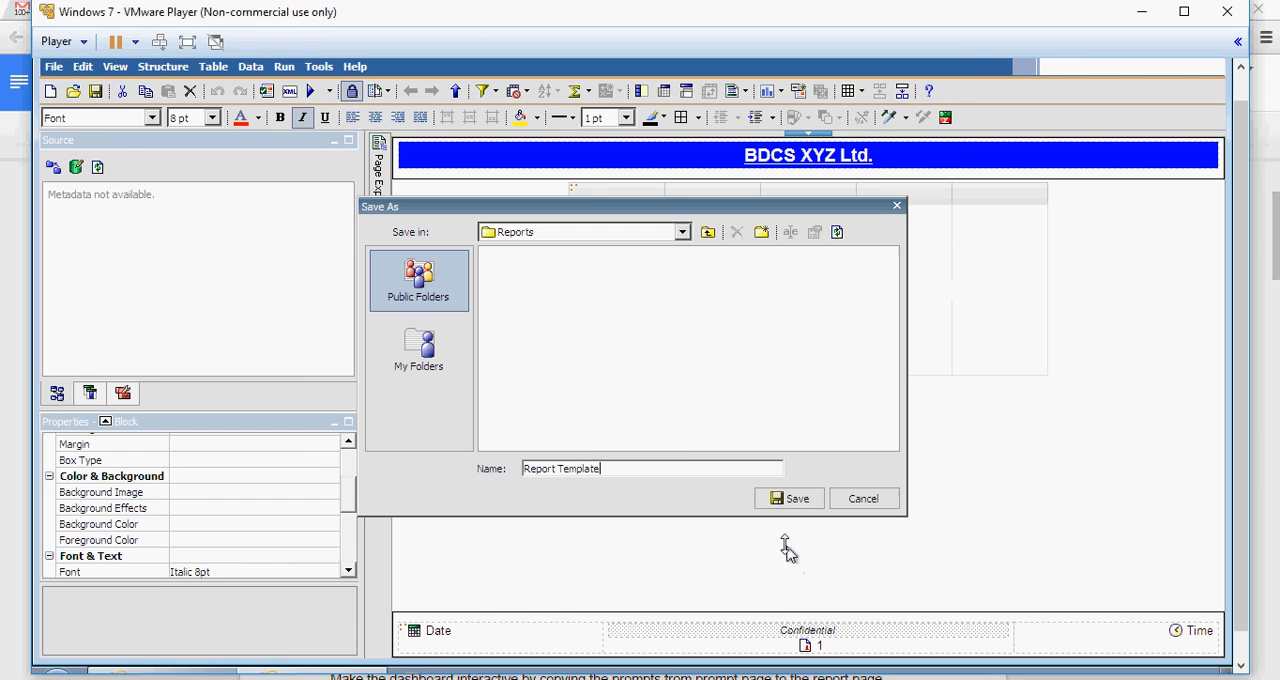 100+
Windows 7 - VMware Player (Non-commercial use only)
Player
«
File Edit View Structure Table Data Run Tools Help
XML
?
Font 8 pt A B I U 1 pt
Source
Page Exp
BDCS XYZ Ltd.
Metadata not available.
Save As
Save in: Reports
Public Folders
My Folders
Properties - Block
Margin
Box Type
Color & Background
Background Image
Background Effects
Background Color
Foreground Color
Font & Text
Font Italic 8pt
Name: Report Template
Save Cancel
Date Confidential Time
1
Make the dashboard interactive by copying the prompts from prompt page to the report page